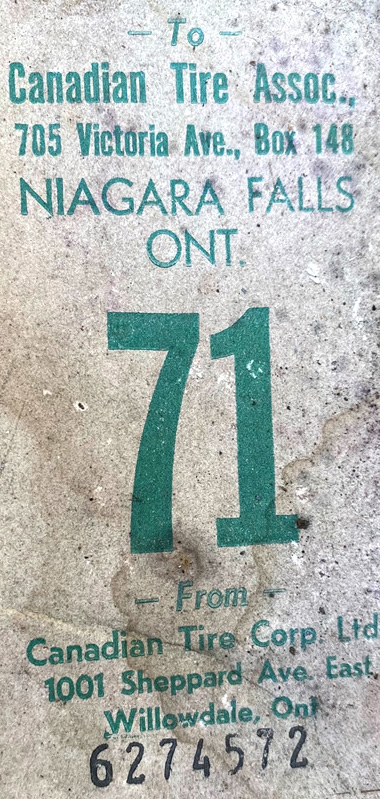 — To —
Canadian Tire Assoc.,
705 Victoria Ave., Box 148
NIAGARA FALLS
ONT.
71
— From —
Canadian Tire Corp. Ltd
1001 Sheppard Ave. East,
Willowdale, Ont
6274572